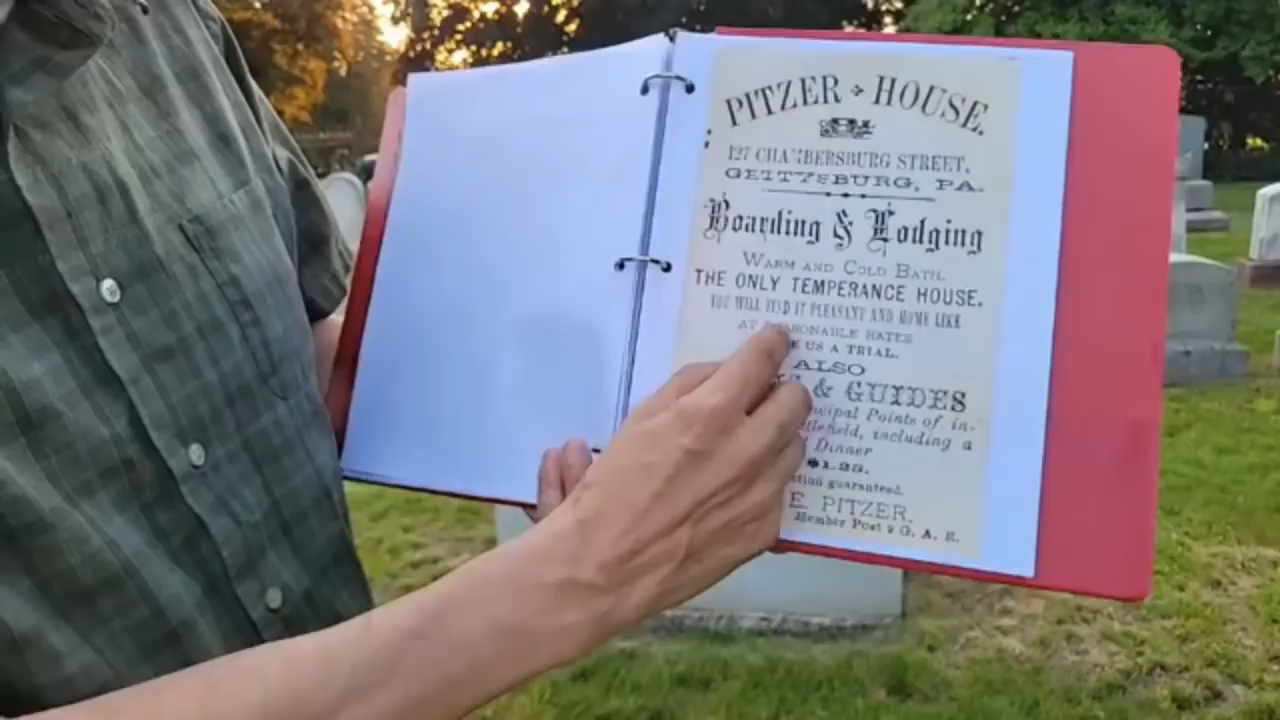 PITZER HOUSE.
127 CHAMBERSBURG STREET,
GETTYSBURG, PA.
Boarding & Lodging
WARM AND COLD BATH.
THE ONLY TEMPERANCE HOUSE.
YOU WILL FIND IT PLEASANT AND HOME LIKE
AT REASONABLE RATES
US A TRIAL.
ALSO
& GUIDES
Points of in-
including a
Dinner
guaranteed.
E. PITZER,
Member Post 9 G. A. R.